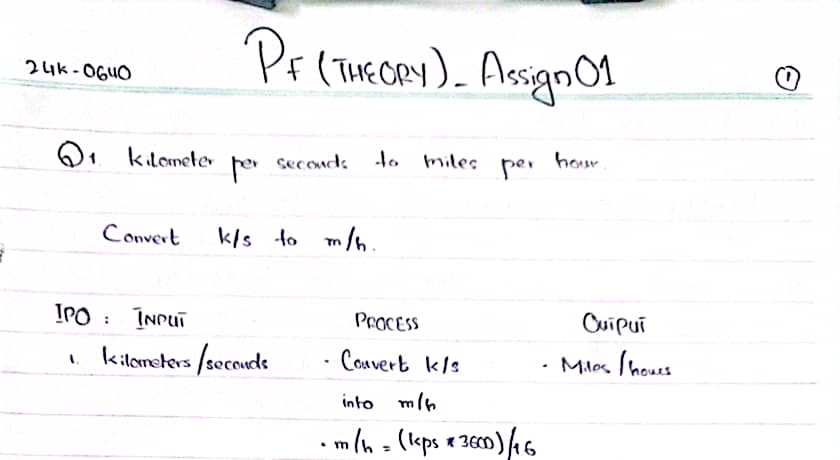 24K-0640 PF (THEORY)_ Assign01 1
Q1. kilometer per seconds to miles per hour.
Convert k/s to m/h.
IPO : INPUT PROCESS OUTPUT
1. kilometers/seconds • Convert k/s • Miles/hours
into m/h
• m/h = (kps * 3600)/1.6